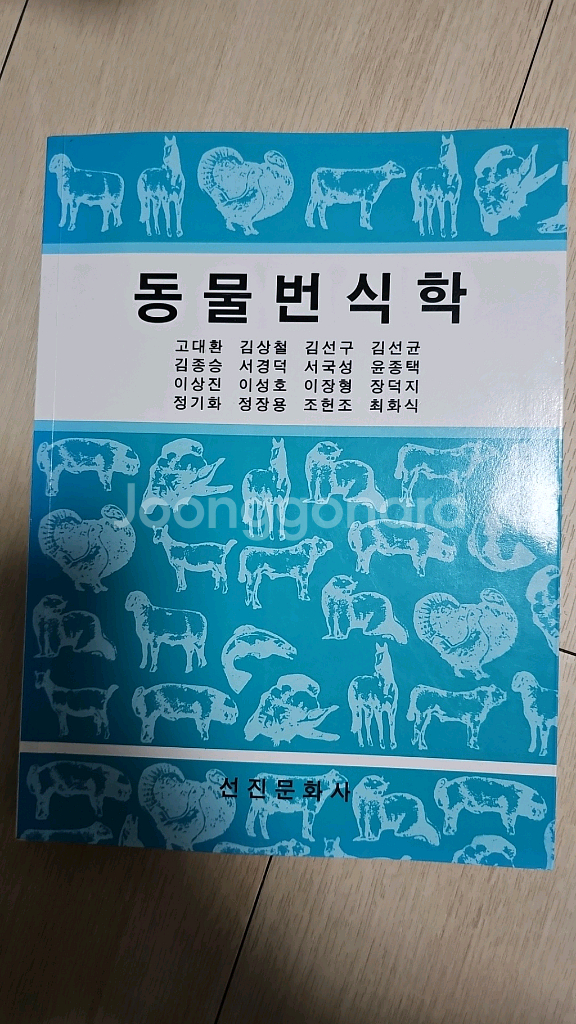 동물번식학
고대환 김상철 김선구 김선균
김종승 서경덕 서국성 윤종택
이상진 이성호 이장형 장덕지
정기화 정장용 조헌조 최화식
Joonggonara
선진문화사